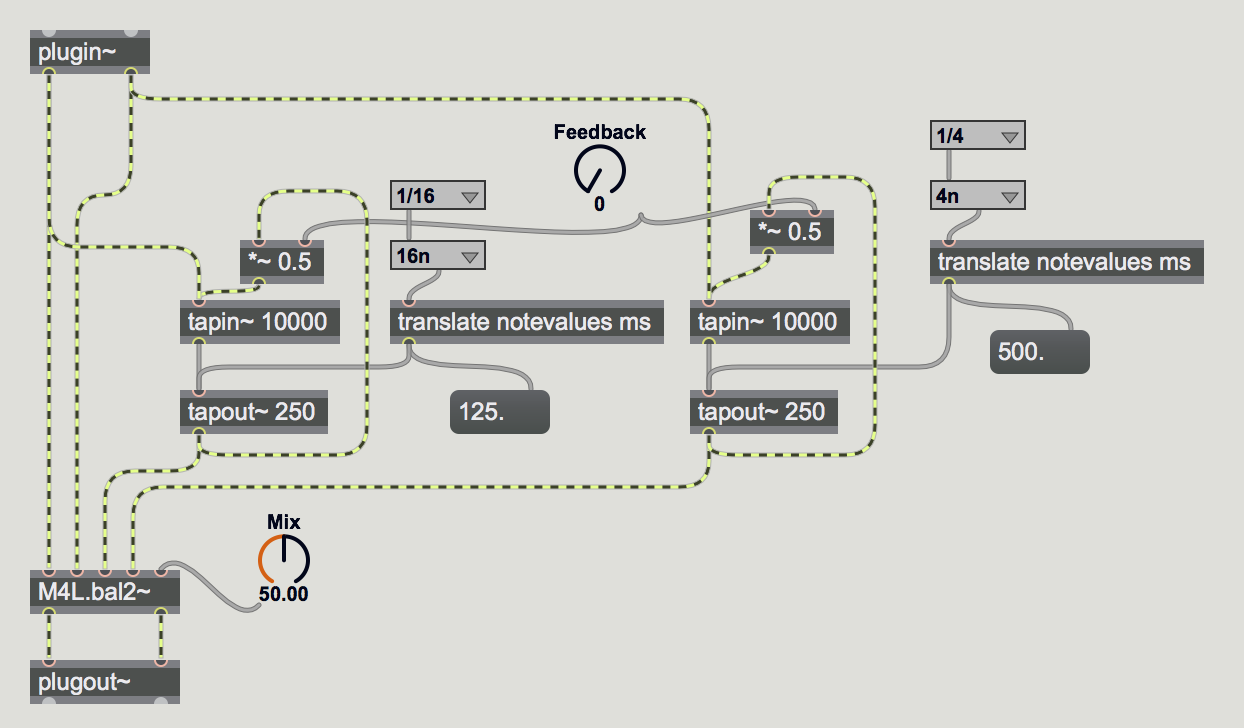 plugin~
Feedback
0
1/4
1/16
4n
*~ 0.5
16n
*~ 0.5
translate notevalues ms
tapin~ 10000
translate notevalues ms
tapin~ 10000
500.
tapout~ 250
125.
tapout~ 250
Mix
50.00
M4L.bal2~
plugout~